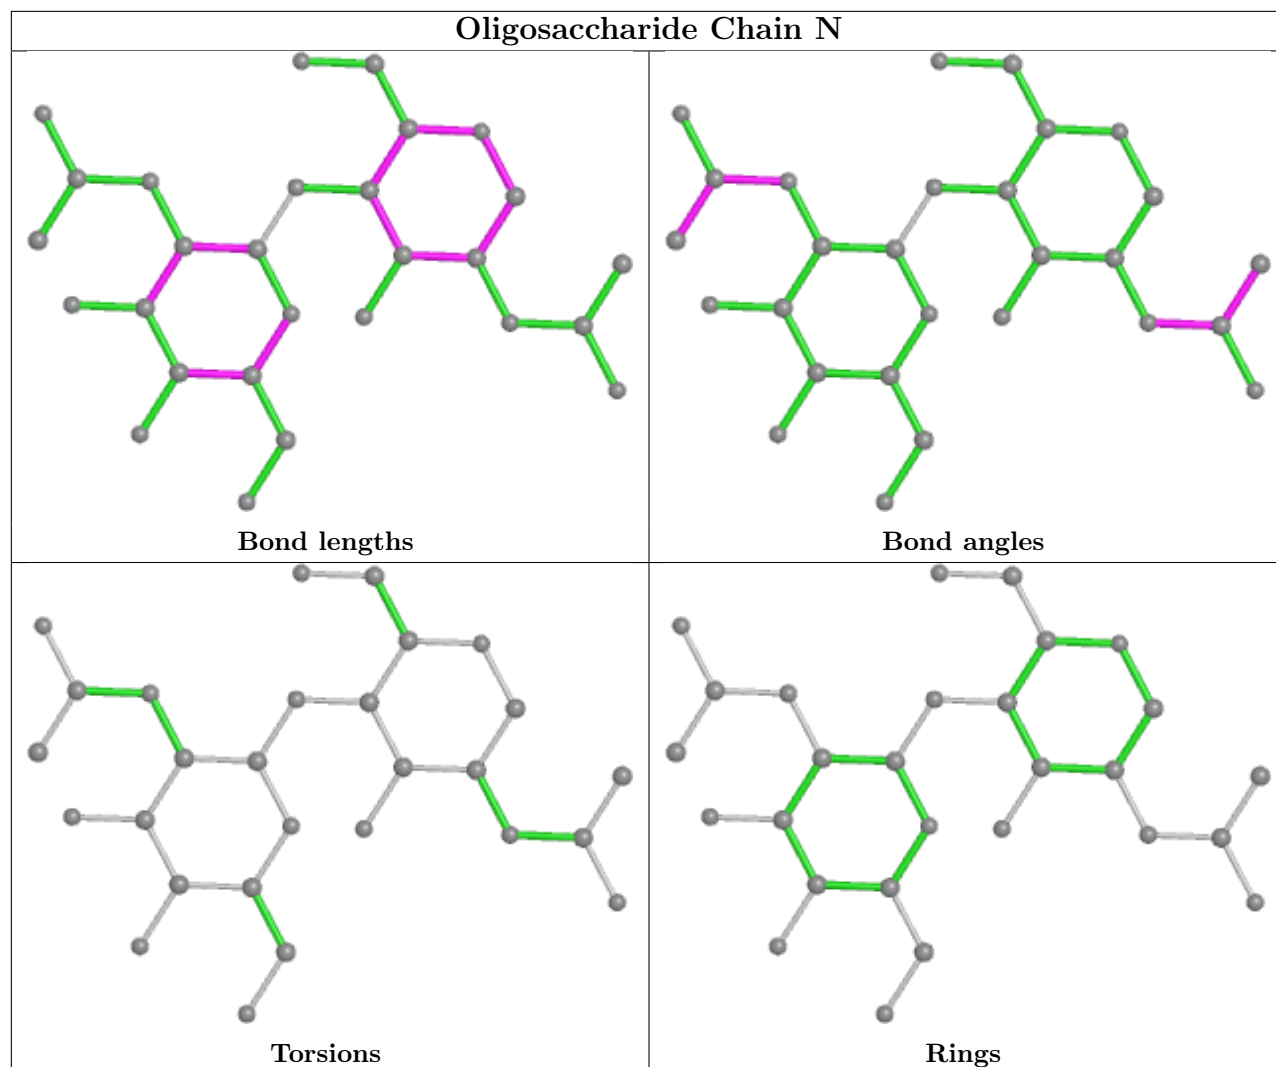 Oligosaccharide Chain N
Bond lengths
Bond angles
Torsions
Rings